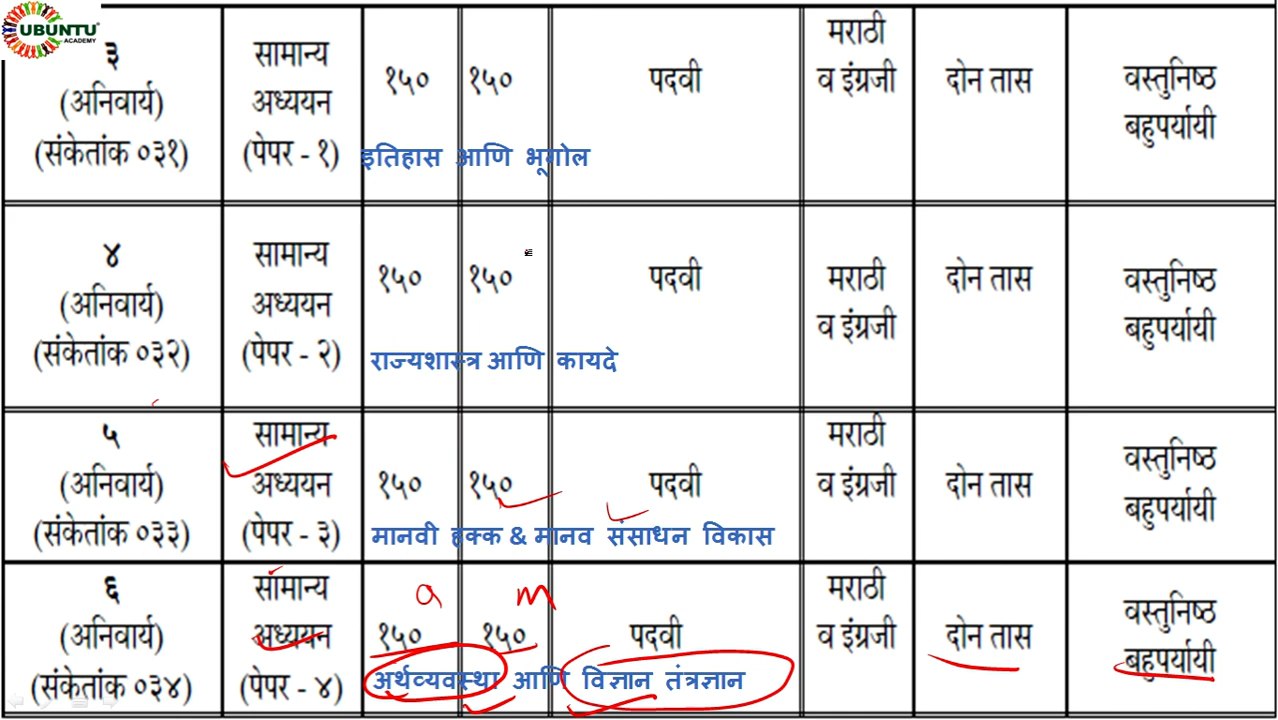 UBUNTU®
ACADEMY
३
(अनिवार्य)
(संकेतांक ०३१)
सामान्य
अध्ययन
(पेपर - १)
१५०
१५०
इतिहास आणि भूगोल
पदवी
मराठी
व इंग्रजी
दोन तास
वस्तुनिष्ठ
बहुपर्यायी
४
(अनिवार्य)
(संकेतांक ०३२)
सामान्य
अध्ययन
(पेपर - २)
१५०
१५०
राज्यशास्त्र आणि कायदे
पदवी
मराठी
व इंग्रजी
दोन तास
वस्तुनिष्ठ
बहुपर्यायी
५
(अनिवार्य)
(संकेतांक ०३३)
सामान्य
अध्ययन
(पेपर - ३)
१५०
१५०
मानवी हक्क & मानव संसाधन विकास
पदवी
मराठी
व इंग्रजी
दोन तास
वस्तुनिष्ठ
बहुपर्यायी
६
(अनिवार्य)
(संकेतांक ०३४)
सामान्य
अध्ययन
(पेपर - ४)
a m
१५०
१५०
अर्थव्यवस्था आणि विज्ञान तंत्रज्ञान
पदवी
मराठी
व इंग्रजी
दोन तास
वस्तुनिष्ठ
बहुपर्यायी